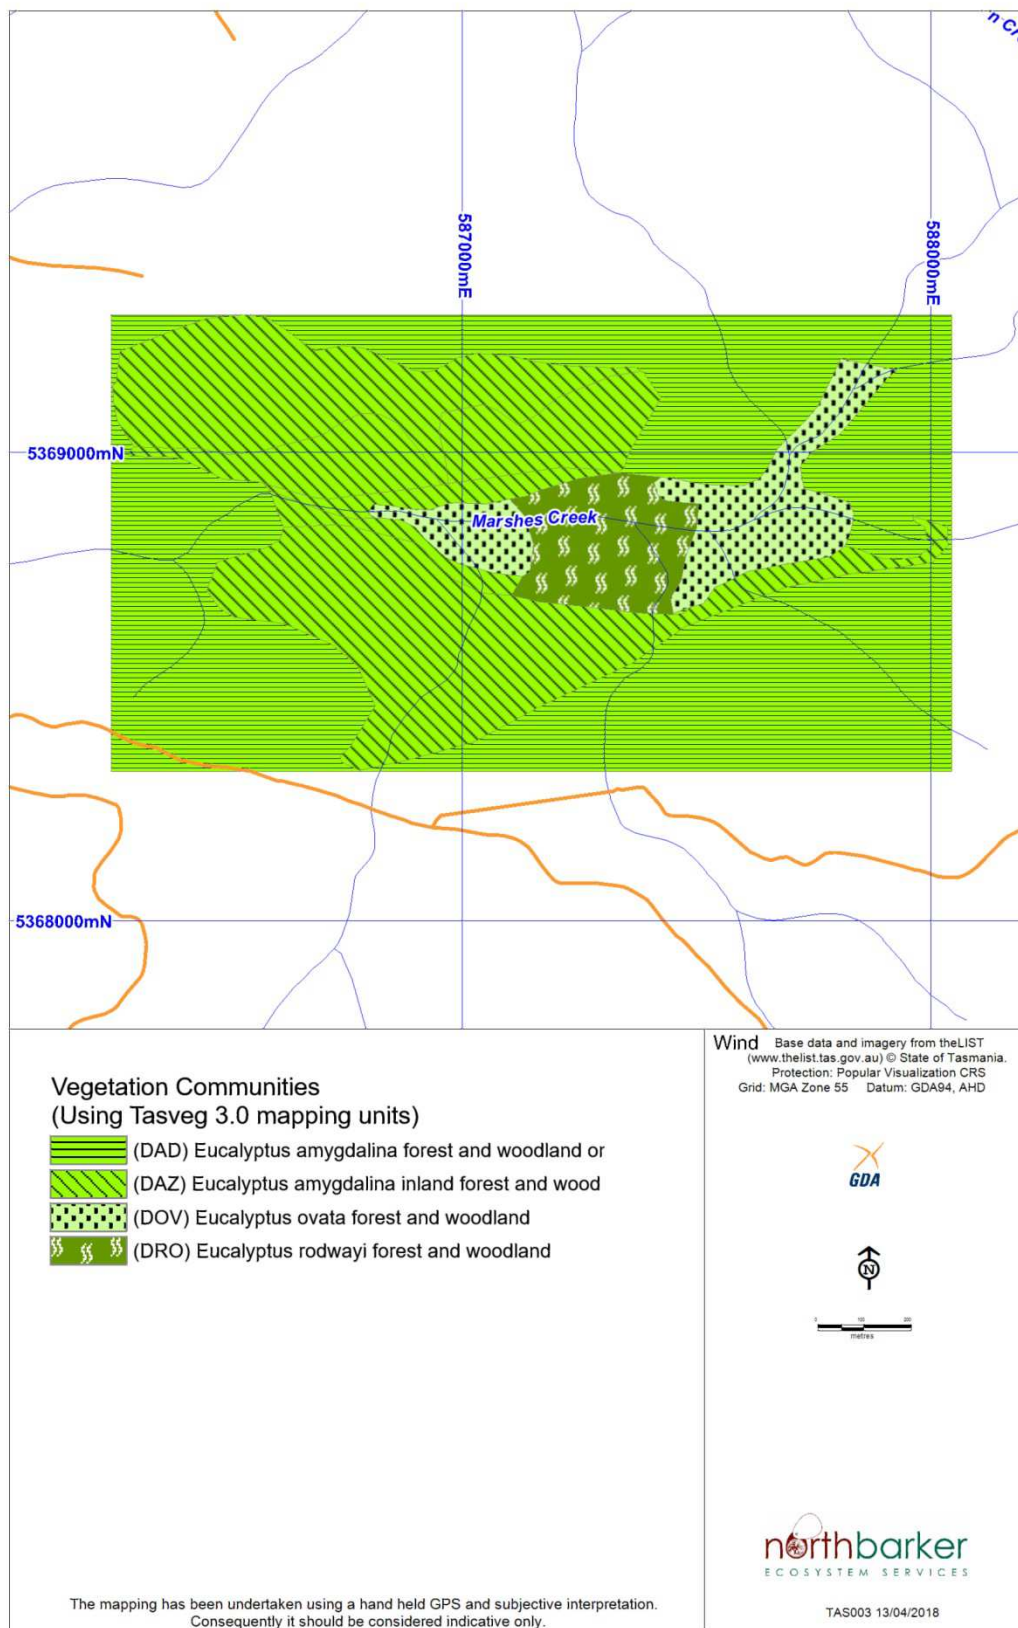 n Cr
587000mE
588000mE
5369000mN
Marshes Creek
5368000mN
Vegetation Communities
(Using Tasveg 3.0 mapping units)
(DAD) Eucalyptus amygdalina forest and woodland or
(DAZ) Eucalyptus amygdalina inland forest and wood
(DOV) Eucalyptus ovata forest and woodland
(DRO) Eucalyptus rodwayi forest and woodland
The mapping has been undertaken using a hand held GPS and subjective interpretation.
Consequently it should be considered indicative only.
Wind Base data and imagery from theLIST
(www.thelist.tas.gov.au) © State of Tasmania.
Protection: Popular Visualization CRS
Grid: MGA Zone 55 Datum: GDA94, AHD
GDA
N
0 100 200
metres
northbarker
ECOSYSTEM SERVICES
TAS003 13/04/2018